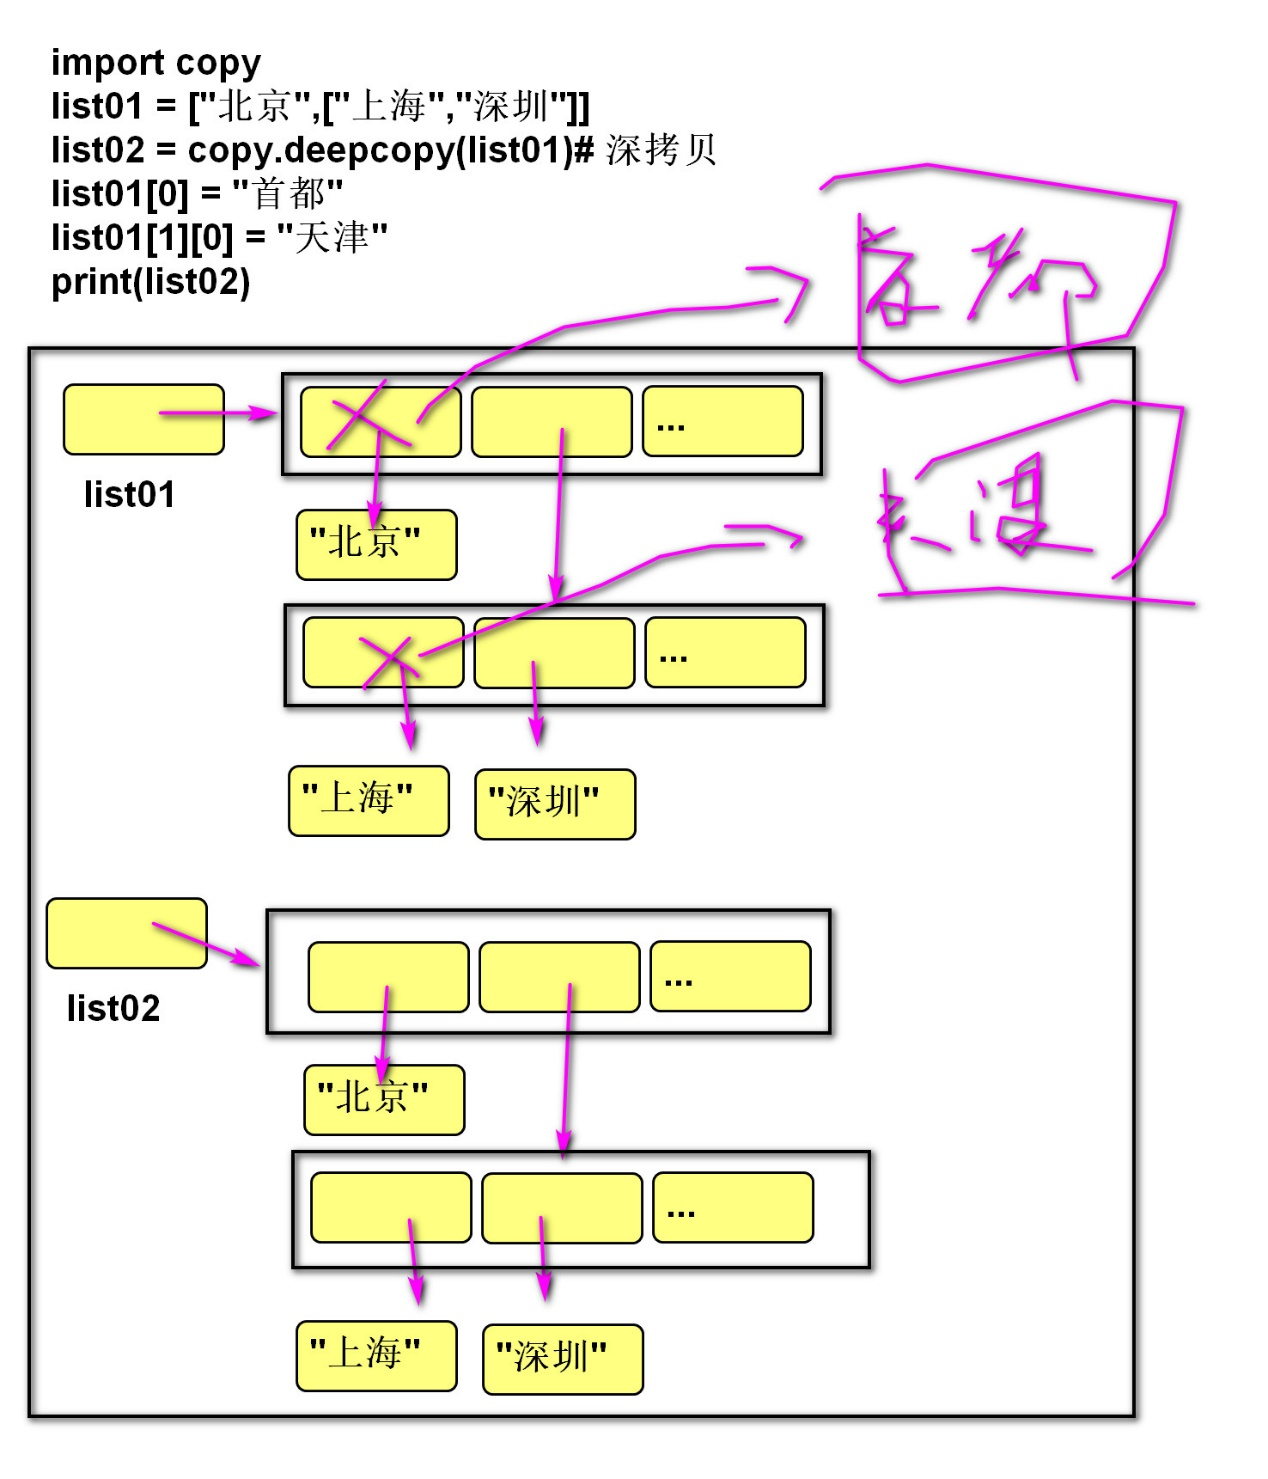 import copy
list01 = ["北京",["上海","深圳"]]
list02 = copy.deepcopy(list01)# 深拷贝
list01[0] = "首都"
list01[1][0] = "天津"
print(list02)
...
list01
"北京"
...
"上海" "深圳"
...
list02
"北京"
...
"上海" "深圳"